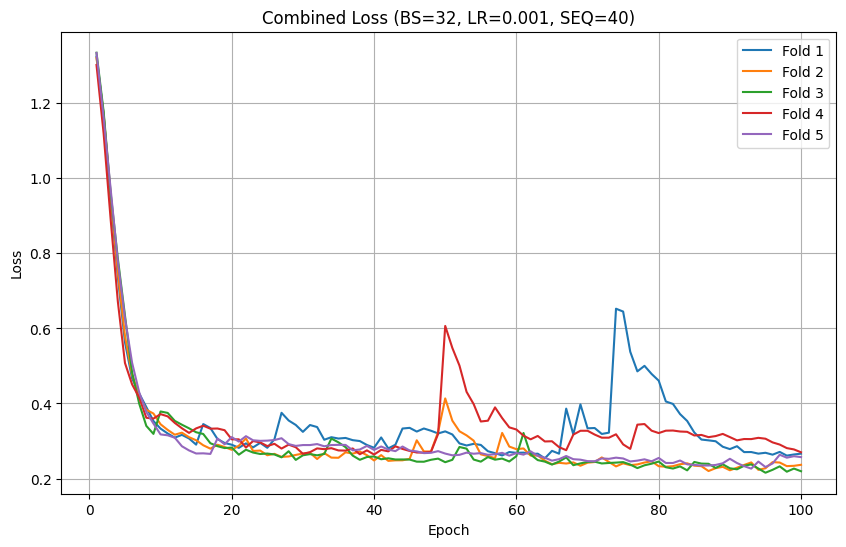 Combined Loss (BS=32, LR=0.001, SEQ=40)
Fold 1
Fold 2
Fold 3
Fold 4
Fold 5
1.2
1.0
0.8
0.6
0.4
0.2
Loss
0 20 40 60 80 100
Epoch